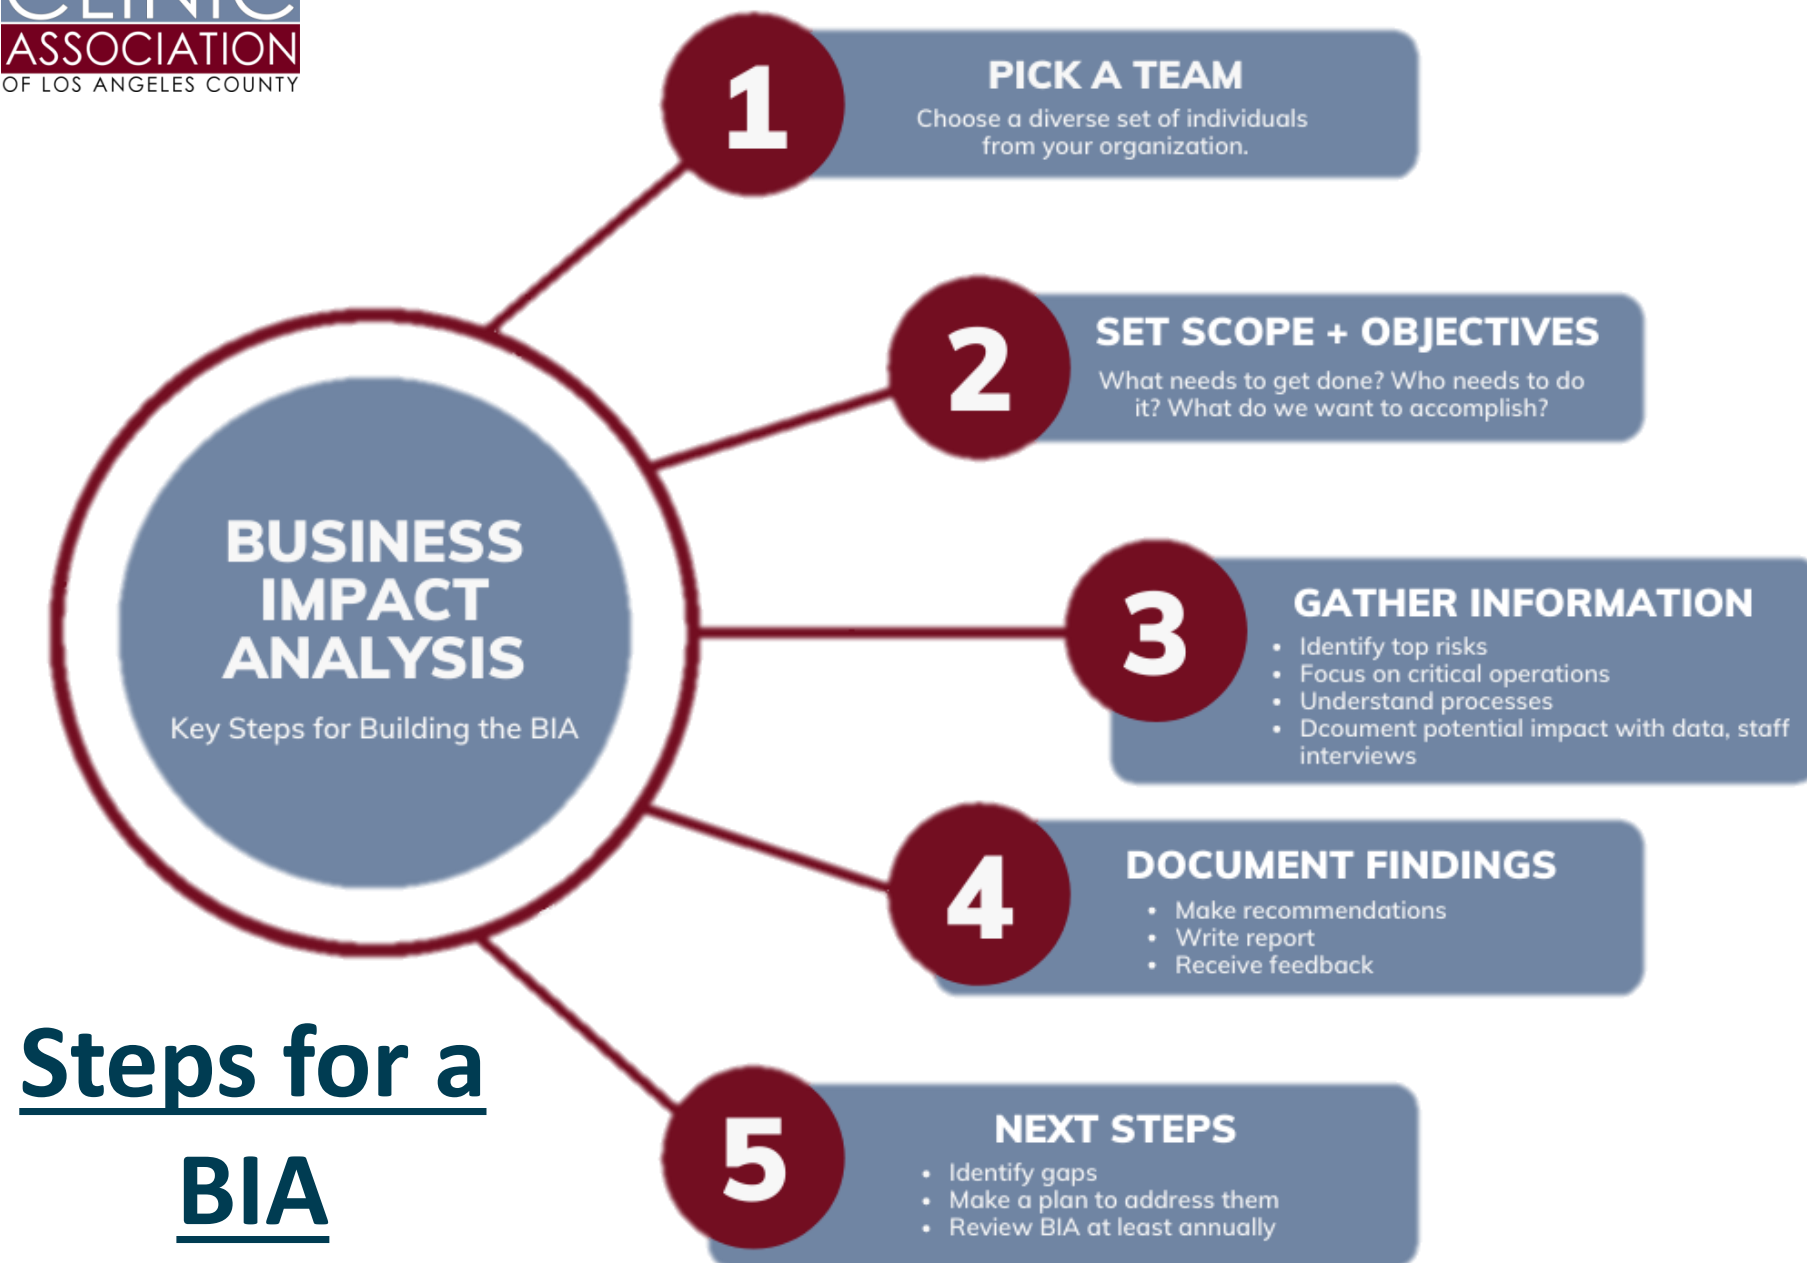 CLINIC
ASSOCIATION
OF LOS ANGELES COUNTY
BUSINESS
IMPACT
ANALYSIS
Key Steps for Building the BIA
1
PICK A TEAM
Choose a diverse set of individuals
from your organization.
2
SET SCOPE + OBJECTIVES
What needs to get done? Who needs to do
it? What do we want to accomplish?
3
GATHER INFORMATION
• Identify top risks
• Focus on critical operations
• Understand processes
• Dcoument potential impact with data, staff
interviews
4
DOCUMENT FINDINGS
• Make recommendations
• Write report
• Receive feedback
5
NEXT STEPS
• Identify gaps
• Make a plan to address them
• Review BIA at least annually
Steps for a
BIA